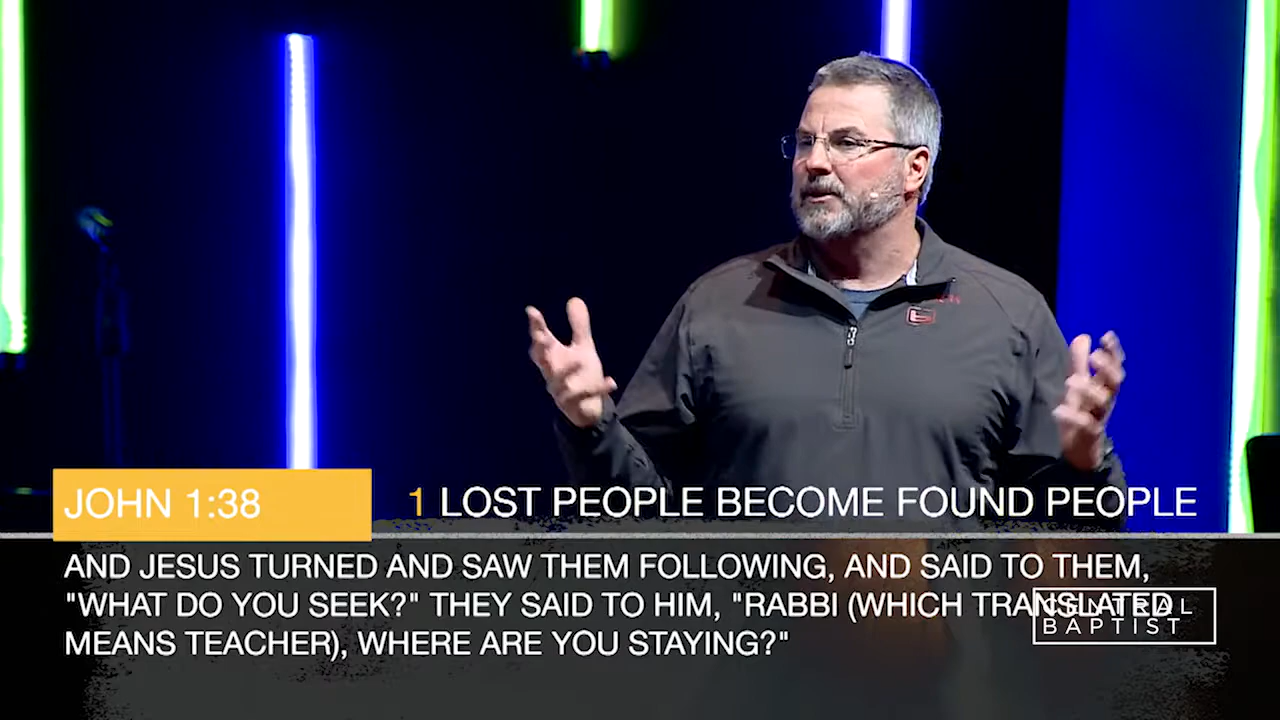 JOHN 1:38
1 LOST PEOPLE BECOME FOUND PEOPLE
AND JESUS TURNED AND SAW THEM FOLLOWING, AND SAID TO THEM,
"WHAT DO YOU SEEK?" THEY SAID TO HIM, "RABBI (WHICH TRANSLATED
MEANS TEACHER), WHERE ARE YOU STAYING?"
CENTRAL
BAPTIST